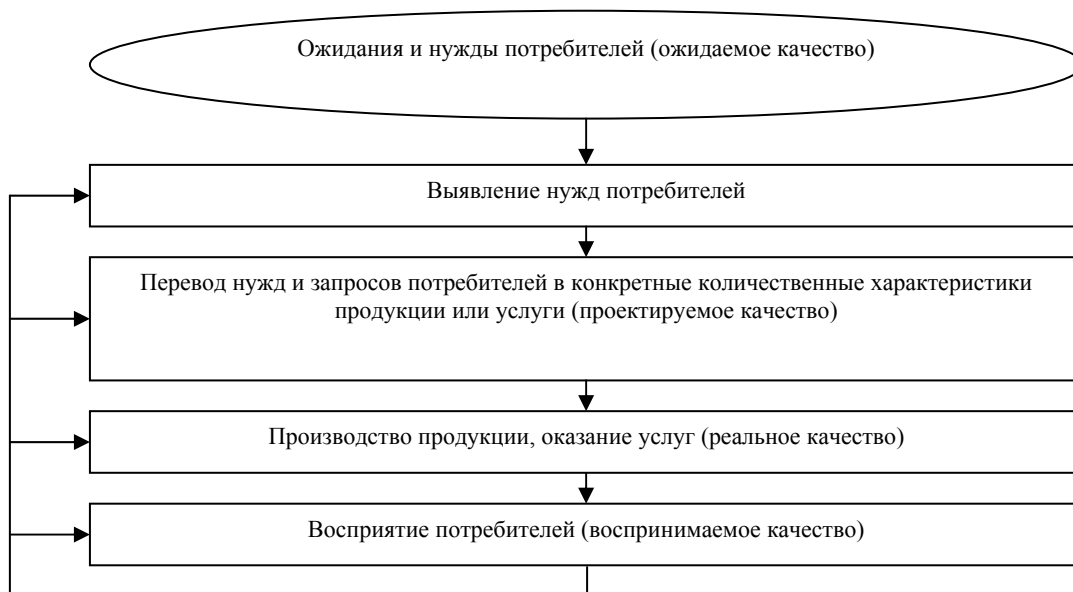 Ожидания и нужды потребителей (ожидаемое качество)
Выявление нужд потребителей
Перевод нужд и запросов потребителей в конкретные количественные характеристики
продукции или услуги (проектируемое качество)
Производство продукции, оказание услуг (реальное качество)
Восприятие потребителей (воспринимаемое качество)